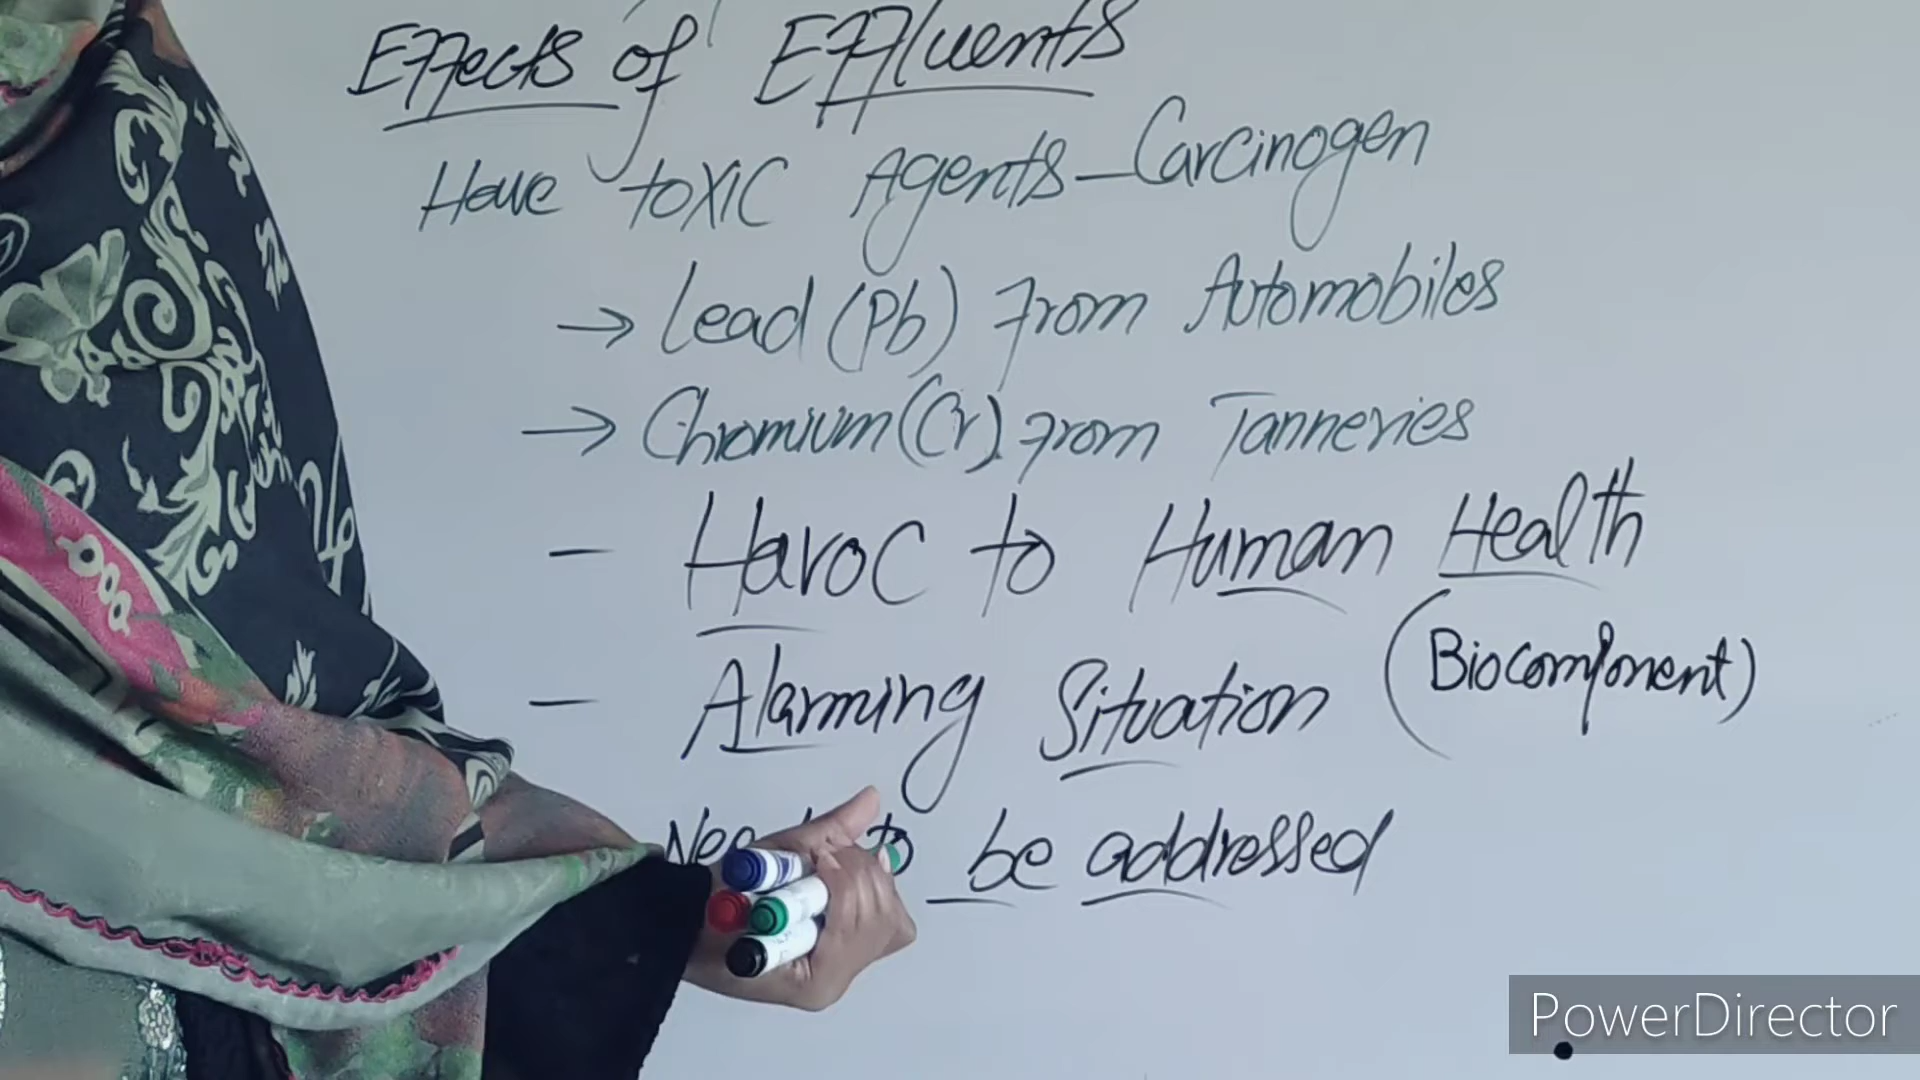 Effects of Effluents
Have toxic Agents - Carcinogen
→ Lead (Pb) from Automobiles
→ Chromium (Cr) from Tanneries
- Havoc to Human Health
- Alarming Situation (Biocomponent)
to be addressed
PowerDirector